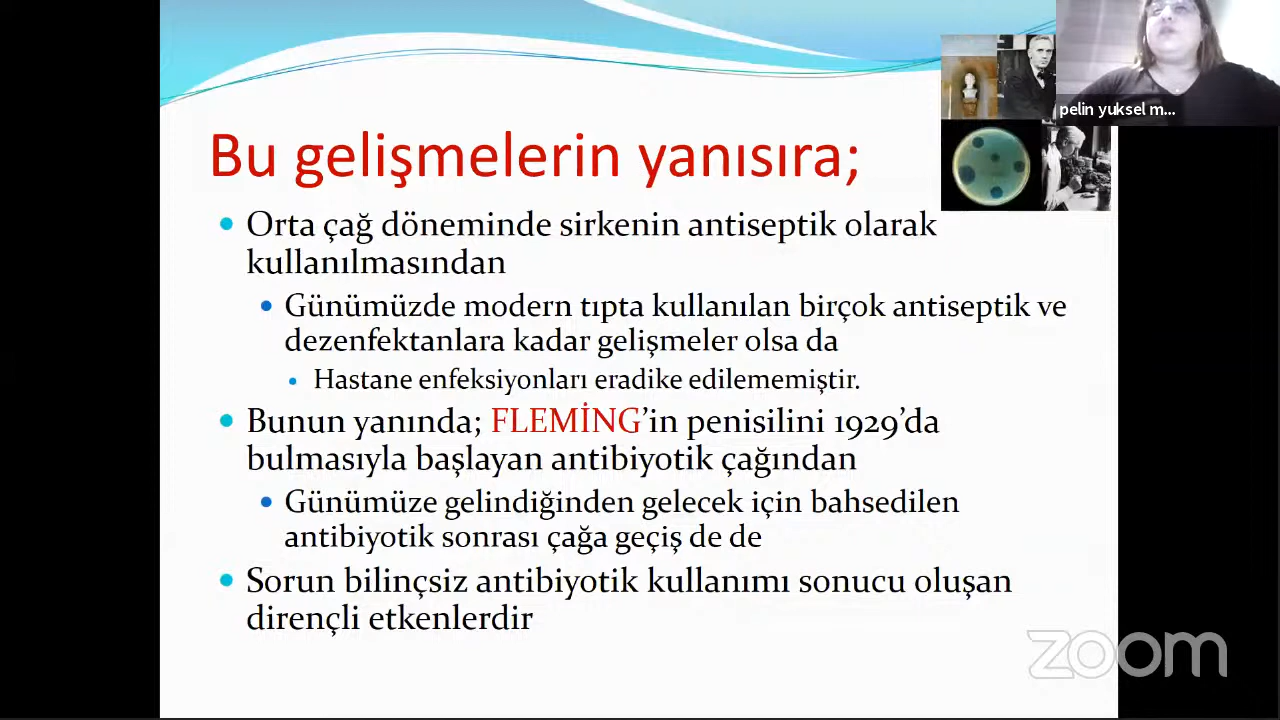 pelin yuksel m...
Bu gelişmelerin yanısıra;
Orta çağ döneminde sirkenin antiseptik olarak
kullanılmasından
Günümüzde modern tıpta kullanılan birçok antiseptik ve
dezenfektanlara kadar gelişmeler olsa da
Hastane enfeksiyonları eradike edilememiştir.
Bunun yanında; FLEMİNG’in penisilini 1929’da
bulmasıyla başlayan antibiyotik çağından
Günümüze gelindiğinden gelecek için bahsedilen
antibiyotik sonrası çağa geçiş de de
Sorun bilinçsiz antibiyotik kullanımı sonucu oluşan
dirençli etkenlerdir
zoom